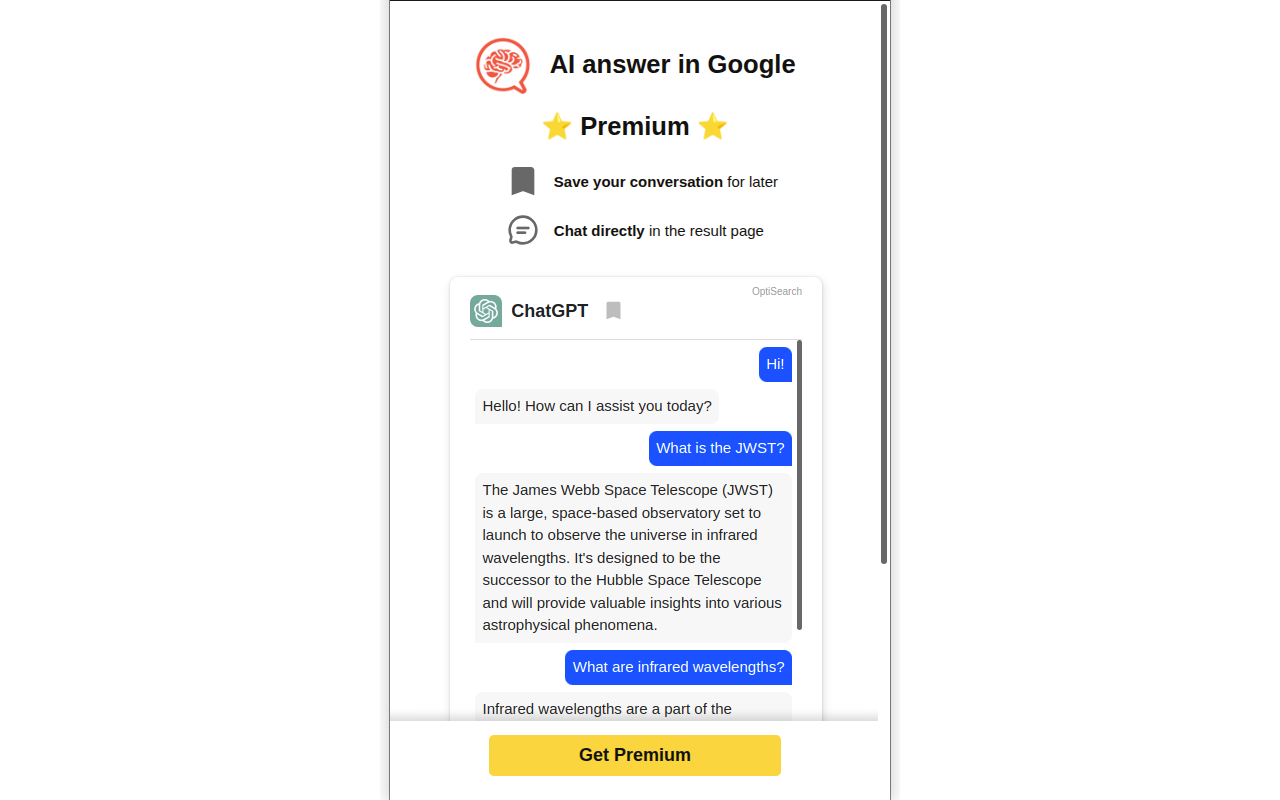 AI answer in Google
⭐ Premium ⭐
Save your conversation for later
Chat directly in the result page
OptiSearch
ChatGPT
Hi!
Hello! How can I assist you today?
What is the JWST?
The James Webb Space Telescope (JWST)
is a large, space-based observatory set to
launch to observe the universe in infrared
wavelengths. It's designed to be the
successor to the Hubble Space Telescope
and will provide valuable insights into various
astrophysical phenomena.
What are infrared wavelengths?
Infrared wavelengths are a part of the
Get Premium